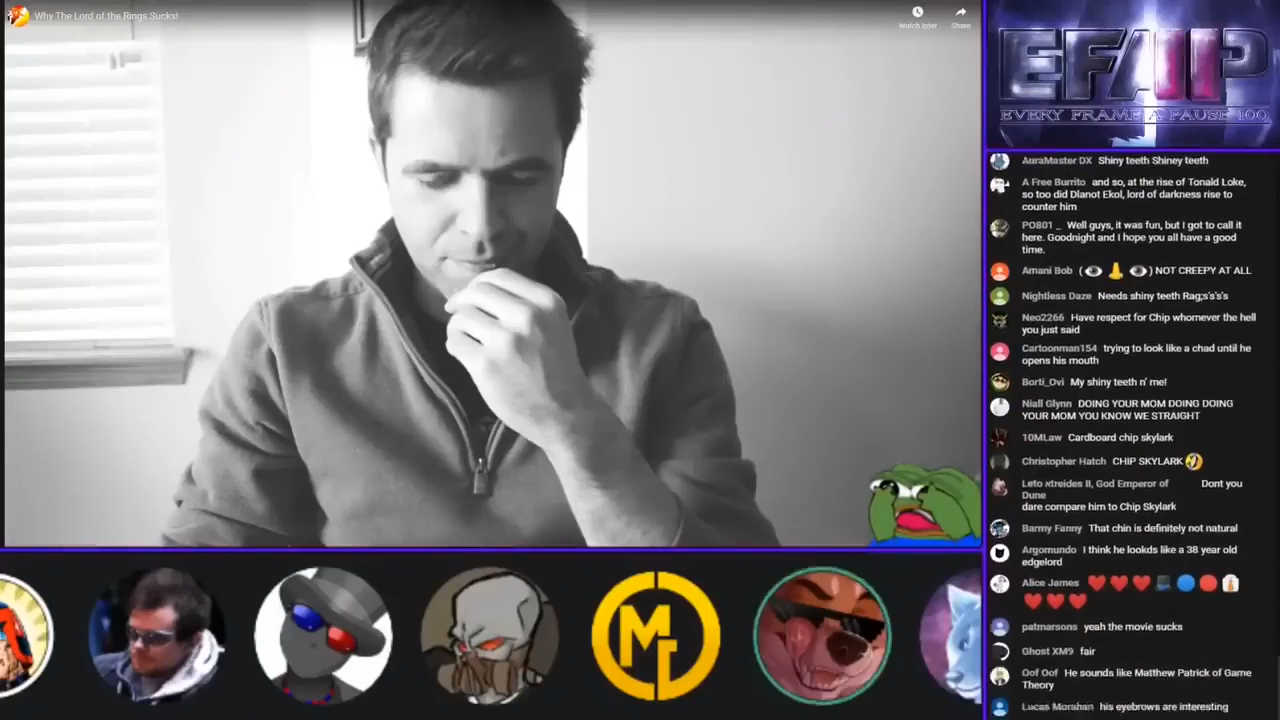 Why The Lord of the Rings Sucks!
Watch later
Share
EFAP
EVERY FRAME A PAUSE 100
AuraMaster DX Shiny teeth Shiney teeth
A Free Burrito and so, at the rise of Tonald Loke,
so too did Dlanot Ekol, lord of darkness rise to
counter him
PO801 _ Well guys, it was fun, but I got to call it
here. Goodnight and I hope you all have a good
time.
Amani Bob (👁👃👁) NOT CREEPY AT ALL
Nightless Daze Needs shiny teeth Rag;s's's's
Neo2266 Have respect for Chip whomever the hell
you just said
Cartoonman154 trying to look like a chad until he
opens his mouth
Borti_Ovi My shiny teeth n' me!
Niall Glynn DOING YOUR MOM DOING DOING
YOUR MOM YOU KNOW WE STRAIGHT
10MLaw Cardboard chip skylark
Christopher Hatch CHIP SKYLARK
Leto Atreides II, God Emperor of
Dune
Dont you
dare compare him to Chip Skylark
Barmy Fanny That chin is definitely not natural
Argomundo I think he lookds like a 38 year old
edgelord
Alice James
patmarsons yeah the movie sucks
Ghost XM9 fair
Oof Oof He sounds like Matthew Patrick of Game
Theory
Lucas Morahan his eyebrows are interesting